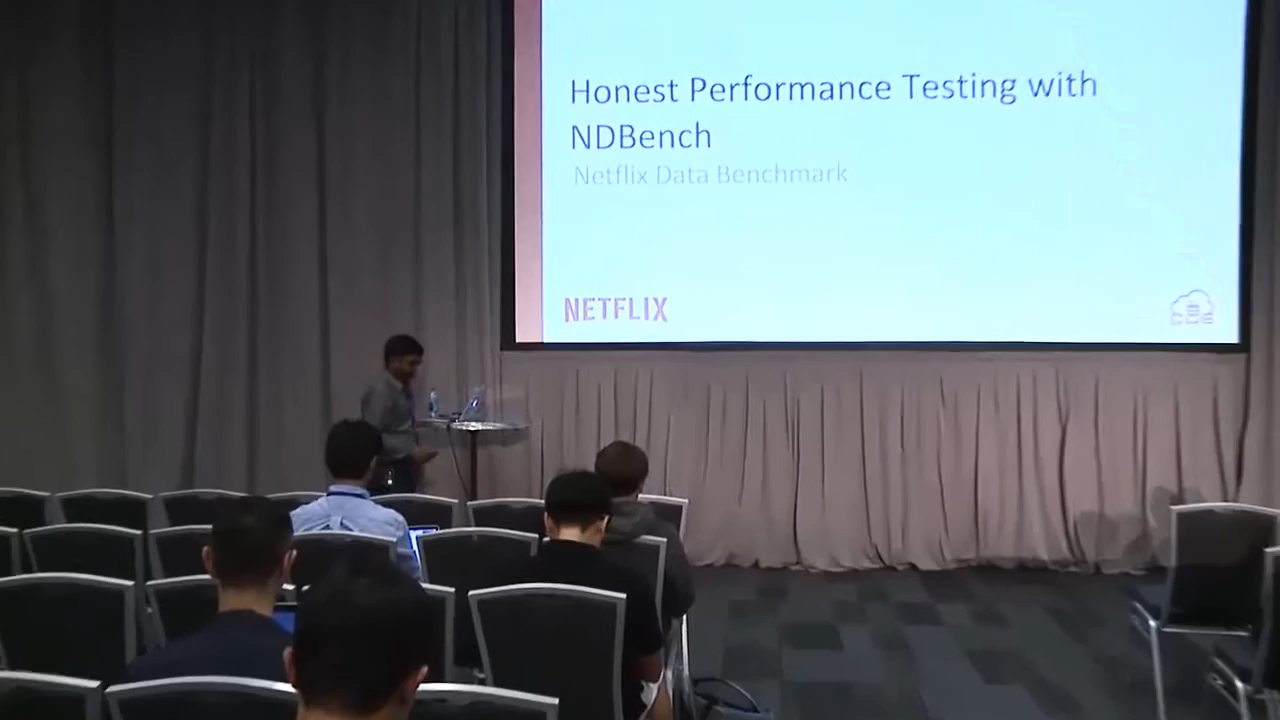 Honest Performance Testing with
NDBench
Netflix Data Benchmark
NETFLIX